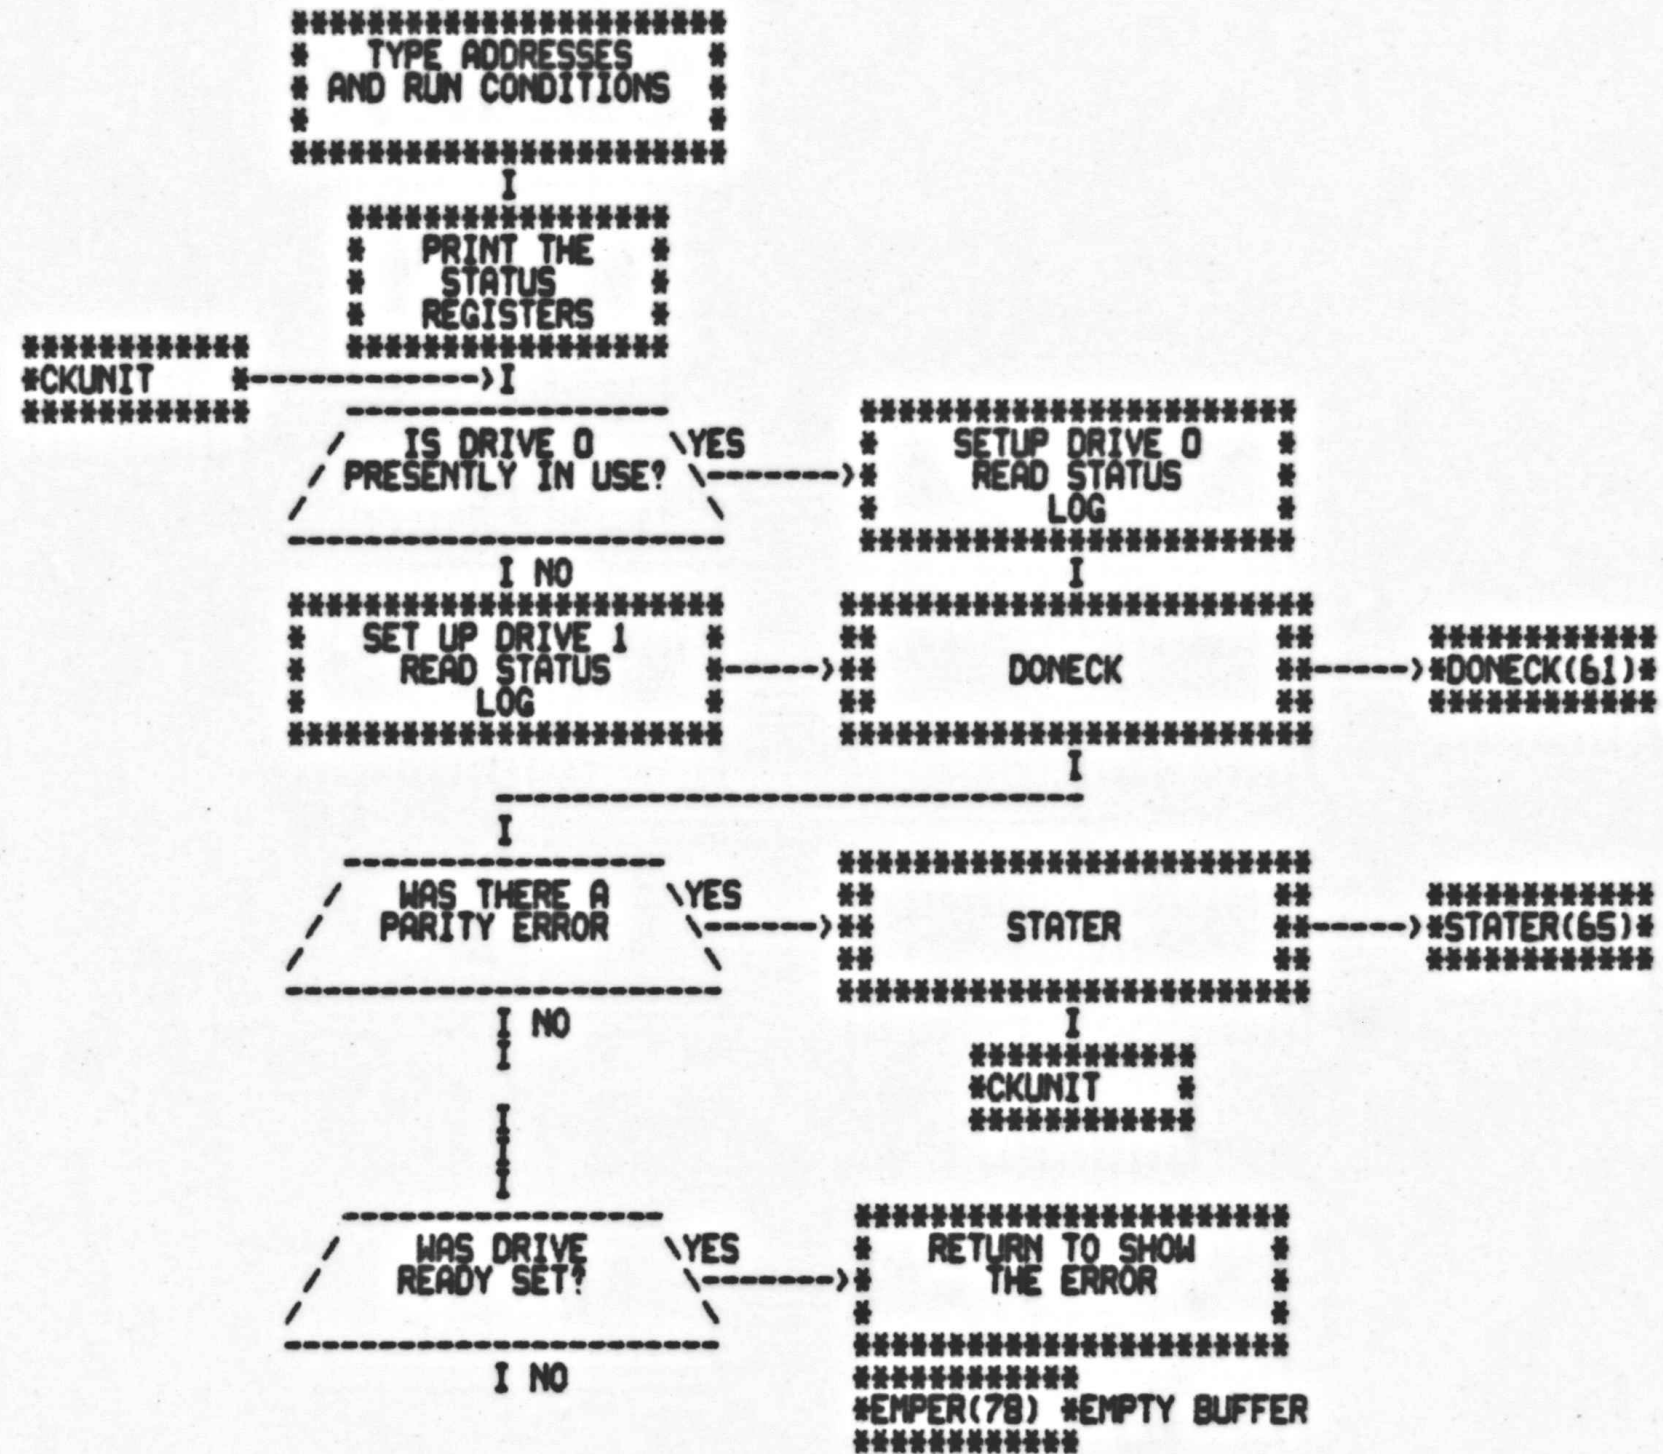 TYPE ADDRESSES
AND RUN CONDITIONS
I
PRINT THE
STATUS
REGISTERS
*CKUNIT *------------->I
IS DRIVE 0 \YES
PRESENTLY IN USE?
SETUP DRIVE 0
READ STATUS
LOG
I NO
I
SET UP DRIVE 1
READ STATUS
LOG
DONECK
*DONECK(61)*
I
I
WAS THERE A \YES
PARITY ERROR
STATER
*STATER(65)*
I NO
I
I
*CKUNIT *
I
I
I
WAS DRIVE \YES
READY SET?
RETURN TO SHOW
THE ERROR
I NO
*EMPER(78) *EMPTY BUFFER